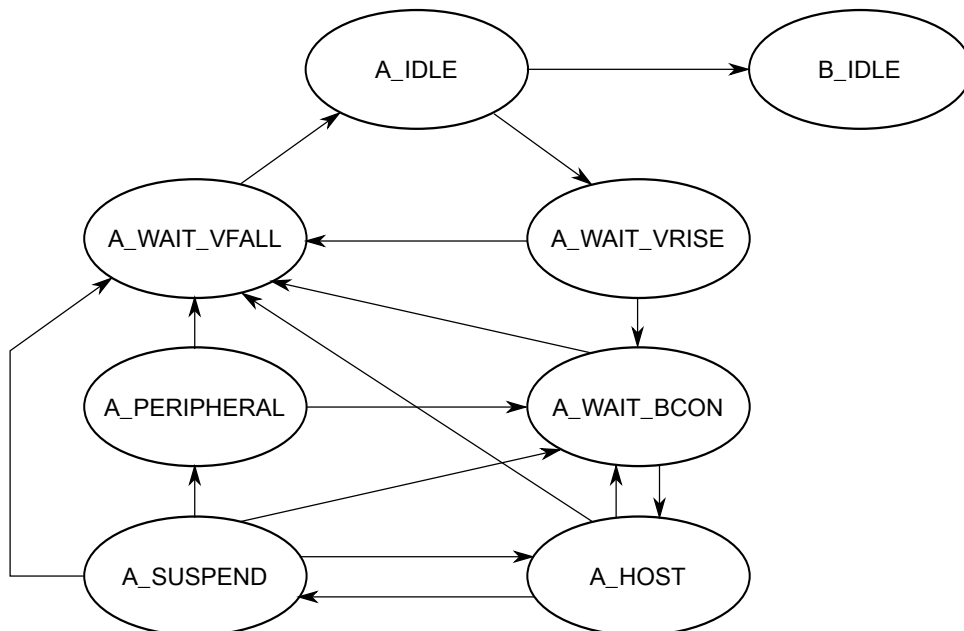 A_IDLE
B_IDLE
A_WAIT_VFALL
A_WAIT_VRISE
A_PERIPHERAL
A_WAIT_BCON
A_SUSPEND
A_HOST